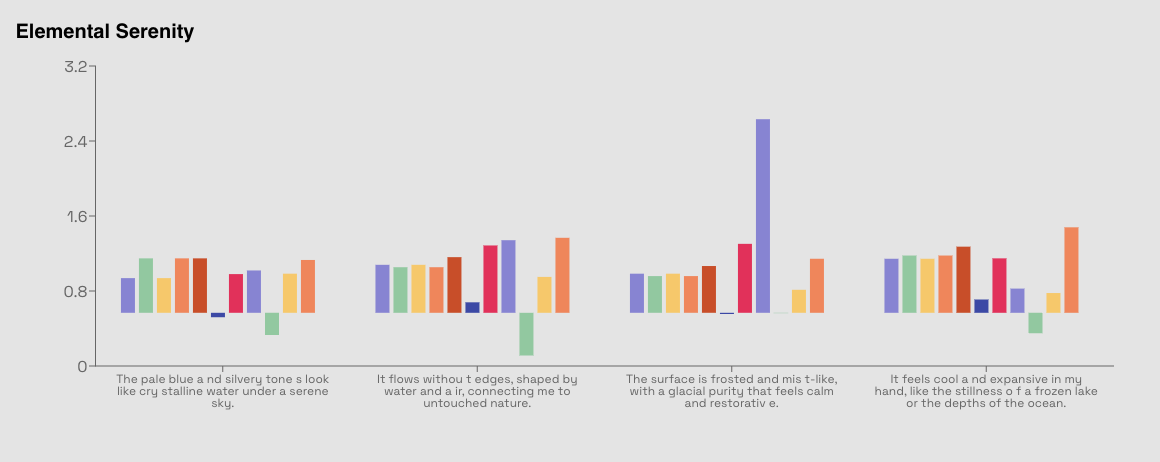 Elemental Serenity
3.2
2.4
1.6
0.8
0
The pale blue a nd silvery tone s look
like cry stalline water under a serene
sky.
It flows withou t edges, shaped by
water and a ir, connecting me to
untouched nature.
The surface is frosted and mis t-like,
with a glacial purity that feels calm
and restorativ e.
It feels cool a nd expansive in my
hand, like the stillness o f a frozen lake
or the depths of the ocean.